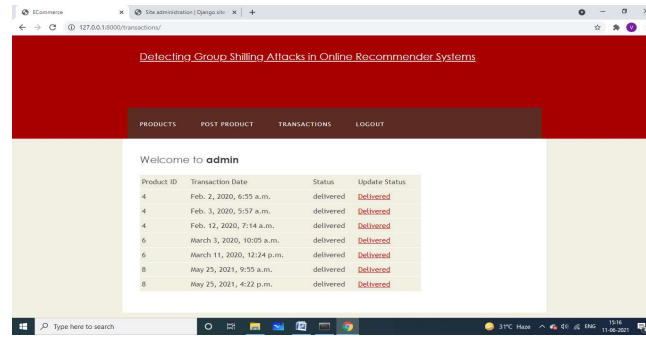 ECommerce
Site administration | Django site
127.0.0.1:8000/transactions/
Detecting Group Shilling Attacks in Online Recommender Systems
PRODUCTS POST PRODUCT TRANSACTIONS LOGOUT
Welcome to admin
Product ID Transaction Date Status Update Status
4 Feb. 2, 2020, 6:55 a.m. delivered Delivered
4 Feb. 3, 2020, 5:57 a.m. delivered Delivered
4 Feb. 12, 2020, 7:14 a.m. delivered Delivered
6 March 3, 2020, 10:05 a.m. delivered Delivered
6 March 11, 2020, 12:24 p.m. delivered Delivered
8 May 25, 2021, 9:55 a.m. delivered Delivered
8 May 25, 2021, 4:22 p.m. delivered Delivered
Type here to search
31°C Haze
ENG
15:16
11-06-2021
V